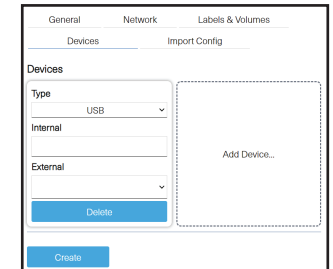 General Network Labels & Volumes
Devices Import Config
Devices
Type
USB
Internal
Add Device...
External
Delete
Create